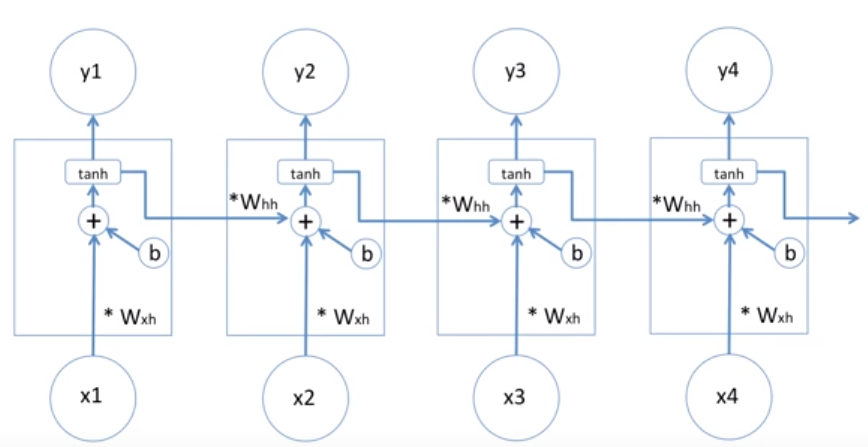 y1 y2 y3 y4
tanh tanh tanh tanh
*Whh *Whh *Whh
+ + + +
b b b b
* Wxh * Wxh * Wxh * Wxh
x1 x2 x3 x4